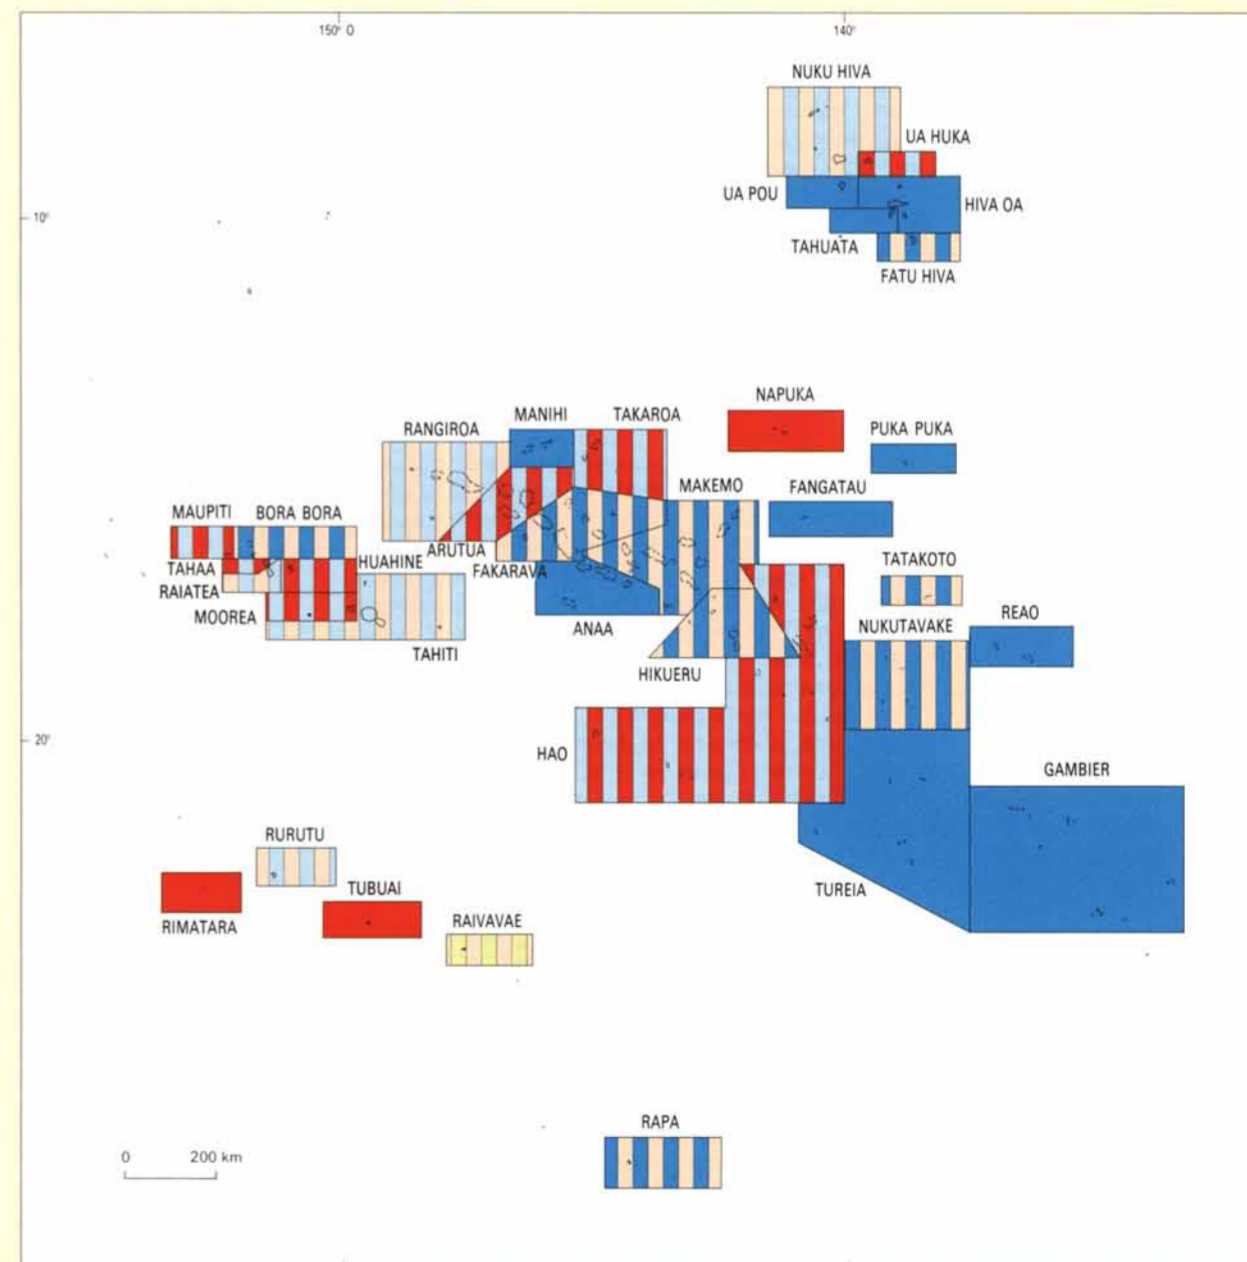 150° O
140°
NUKU HIVA
UA HUKA
UA POU
HIVA OA
10°
TAHUATA
FATU HIVA
NAPUKA
MANIHI
TAKAROA
RANGIROA
PUKA PUKA
MAKEMO
FANGATAU
MAUPITI
BORA BORA
ARUTUA
HUAHINE
TATAKOTO
TAHAA
FAKARAVA
RAIATEA
REAO
MOOREA
ANAA
NUKUTAVAKE
TAHITI
HIKUERU
20°
HAO
GAMBIER
RURUTU
TUBUAI
TUREIA
RAIVAVAE
RIMATARA
RAPA
0 200 km